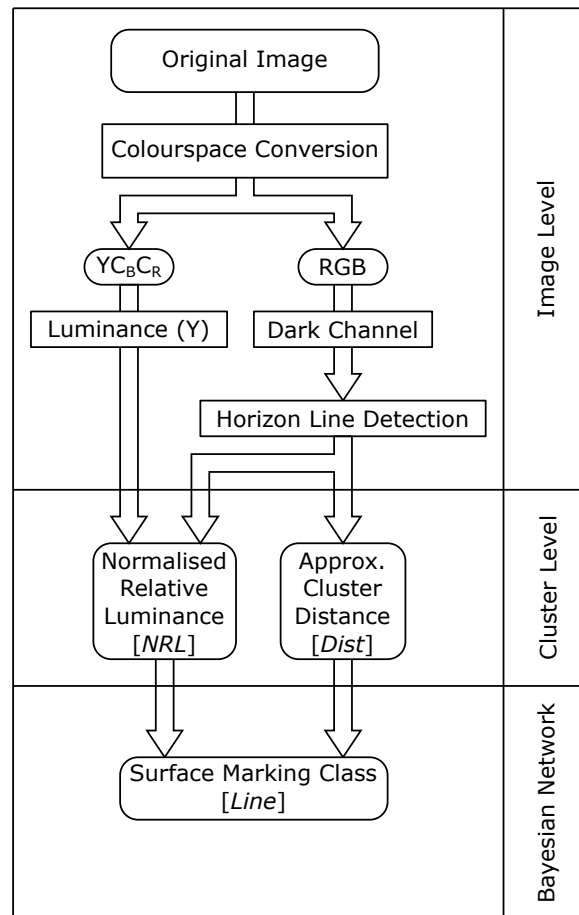 Original Image
Colourspace Conversion
YC_BC_R
RGB
Luminance (Y)
Dark Channel
Horizon Line Detection
Image Level
Normalised
Relative
Luminance
[NRL]
Approx.
Cluster
Distance
[Dist]
Cluster Level
Surface Marking Class
[Line]
Bayesian Network